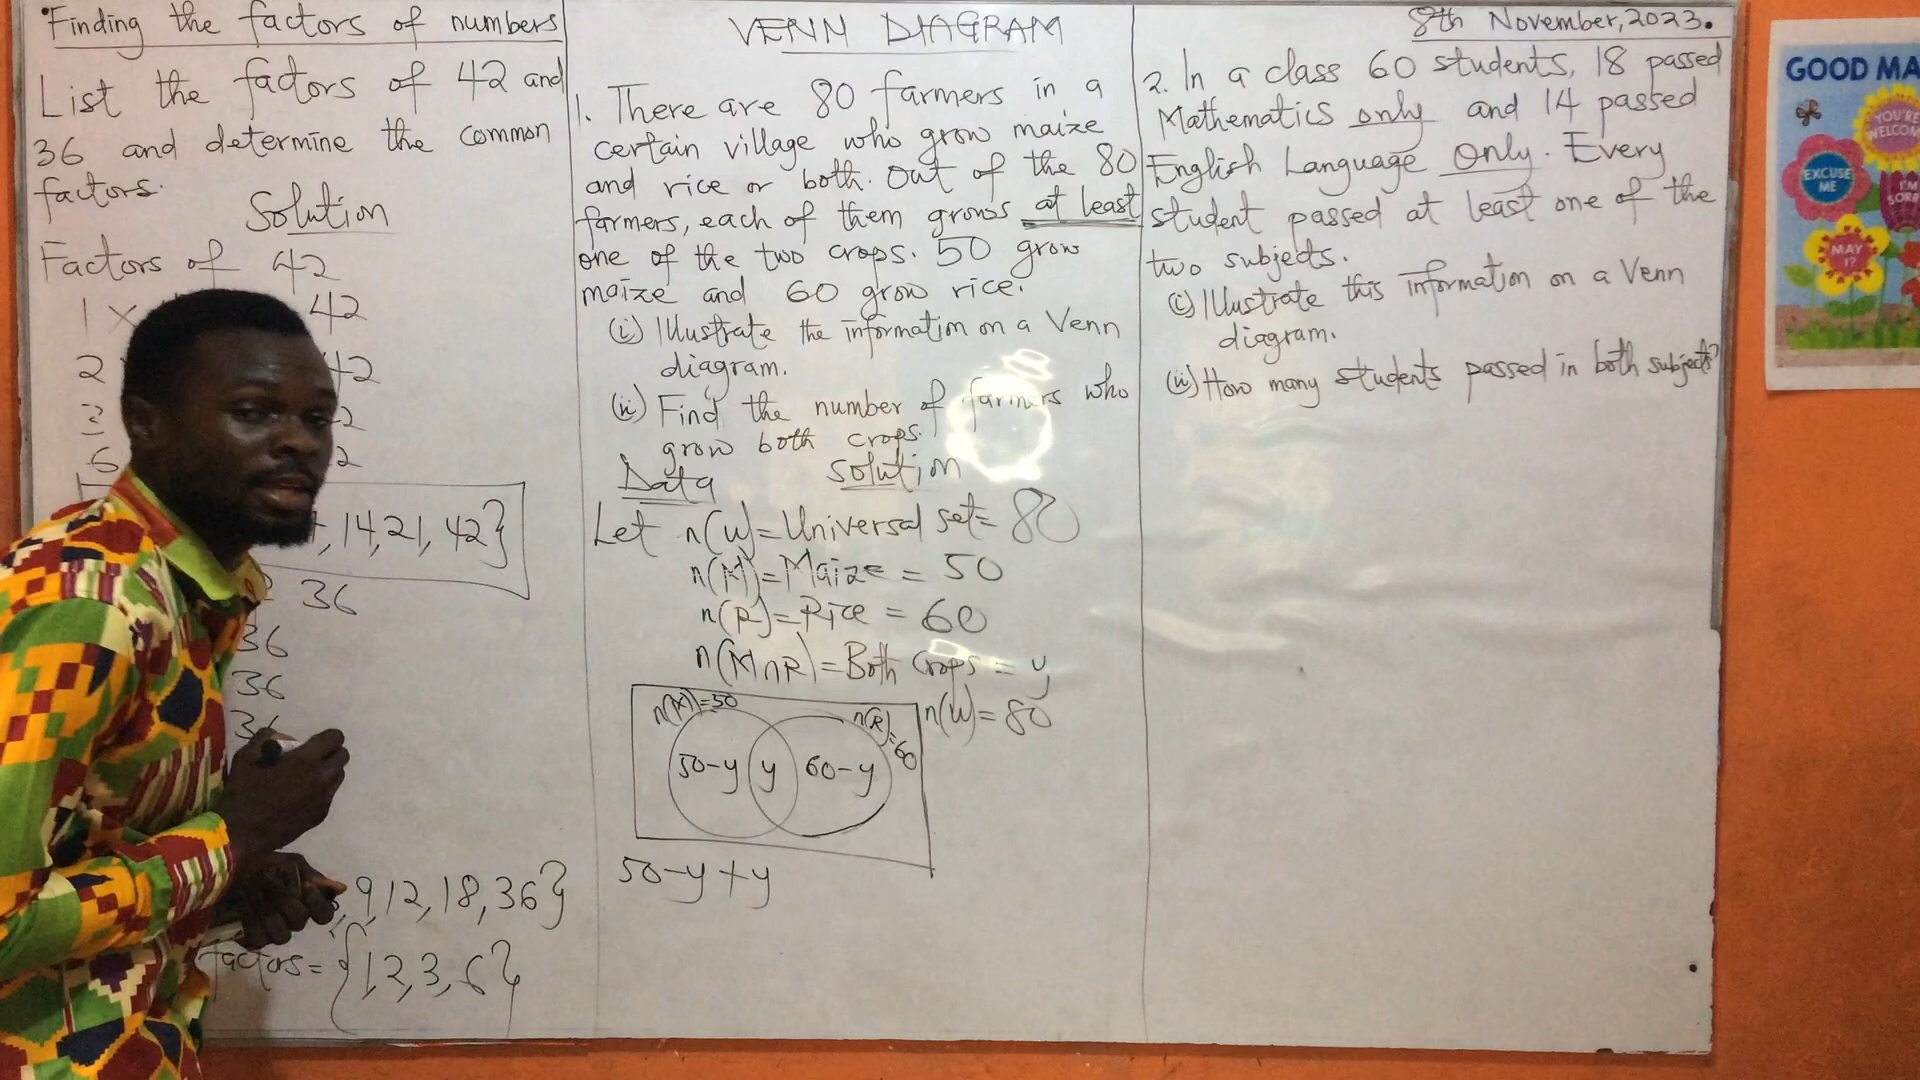 Finding the factors of numbers
List the factors of 42 and
36 and determine the common
factors.
Solution
Factors of 42
1 × 42
2 42
2
2
, 14, 21, 42}
36
36
36
36
, 9, 12, 18, 36}
factors = {1, 2, 3, 6}
VENN DIAGRAM
1. There are 80 farmers in a
certain village who grow maize
and rice or both. Out of the 80
farmers, each of them grows at least
one of the two crops. 50 grow
maize and 60 grow rice.
(i) Illustrate the information on a Venn
diagram.
(ii) Find the number of farmers who
grow both crops.
Data Solution
Let n(U)=Universal set= 80
n(M)=Maize = 50
n(R)=Rice = 60
n(M∩R)=Both Crops = y
n(M)=50 n(R)=60 n(U)= 80
50-y y 60-y
50-y+y
8th November, 2023.
2. In a class 60 students, 18 passed
Mathematics only and 14 passed
English Language Only. Every
student passed at least one of the
two subjects.
(i) Illustrate this information on a Venn
diagram.
(ii) How many students passed in both subjects?
GOOD MA
YOU'RE
WELCOM
EXCUSE
ME
I'M
SORR
MAY
I?